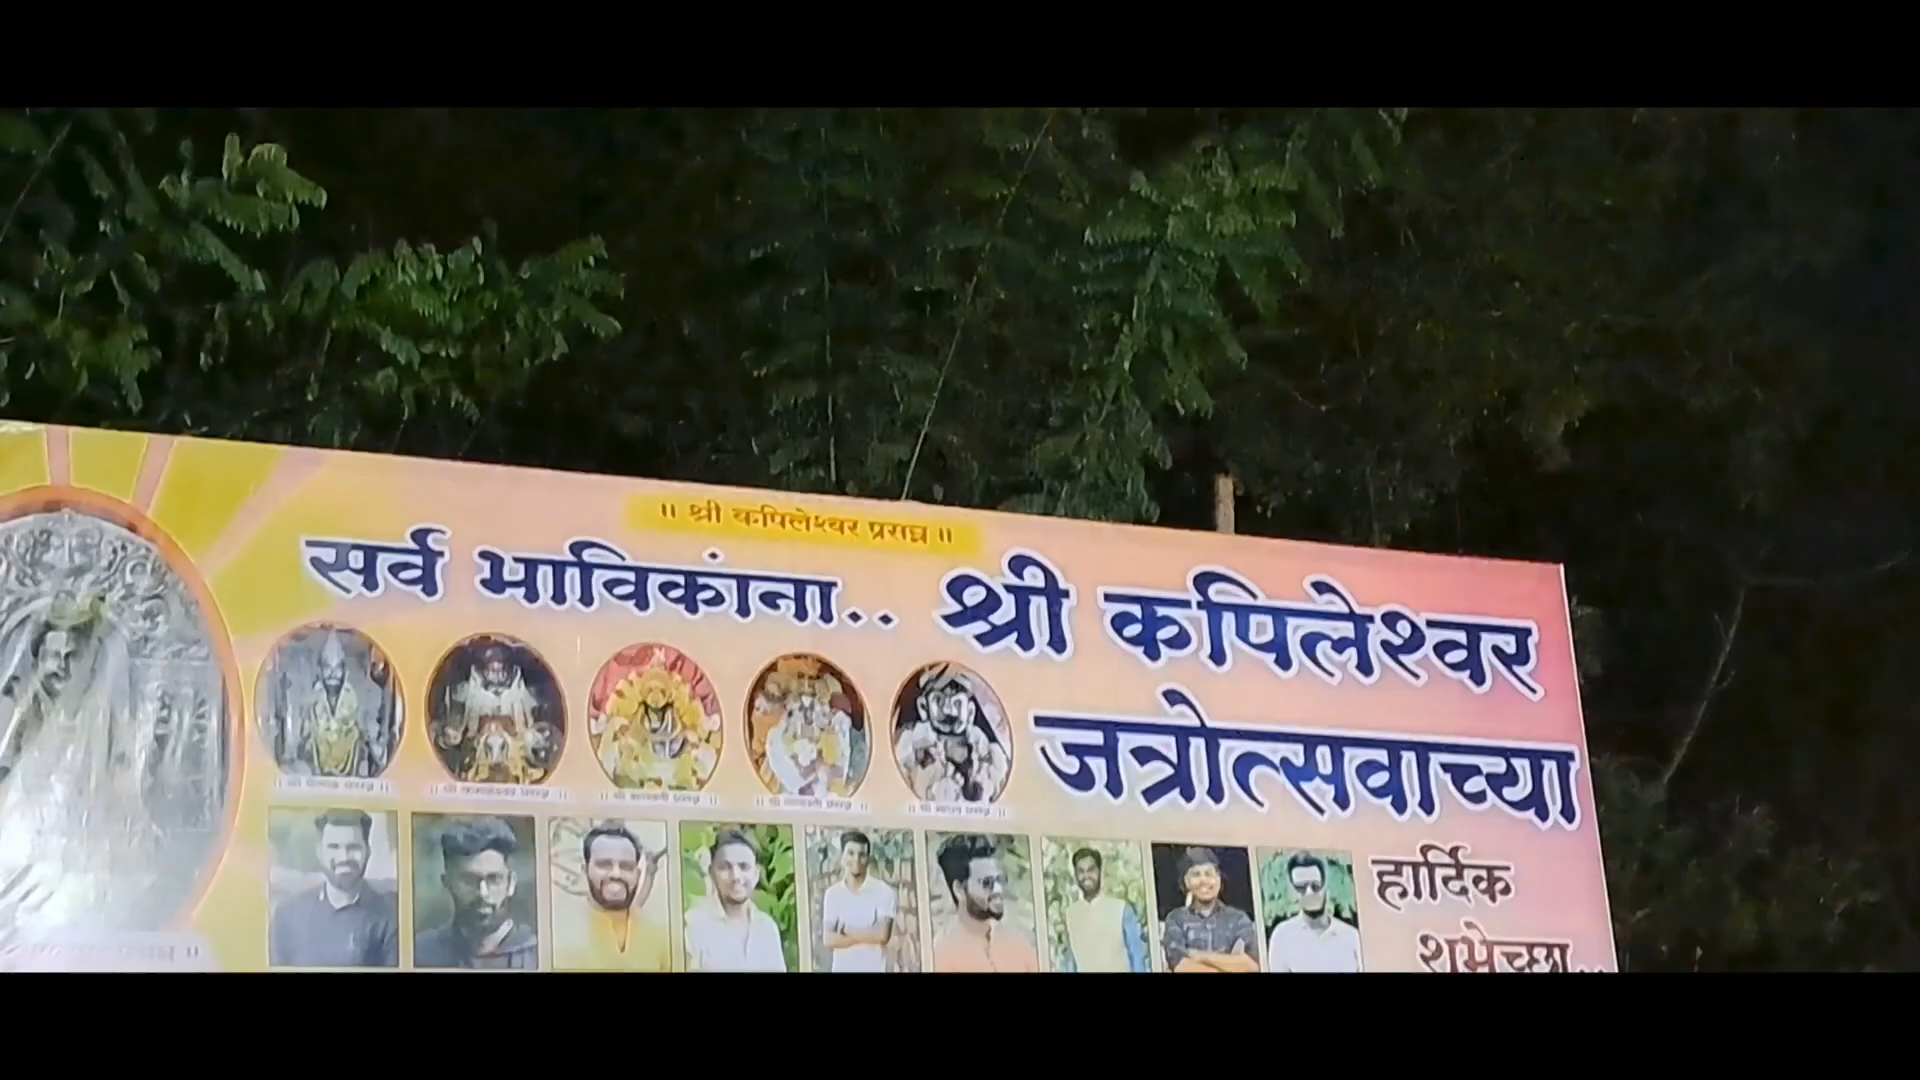 ॥ श्री कपिलेश्वर प्रसन्न ॥
सर्व भाविकांना.. श्री कपिलेश्वर
जत्रोत्सवाच्या
हार्दिक
शुभेच्छा..